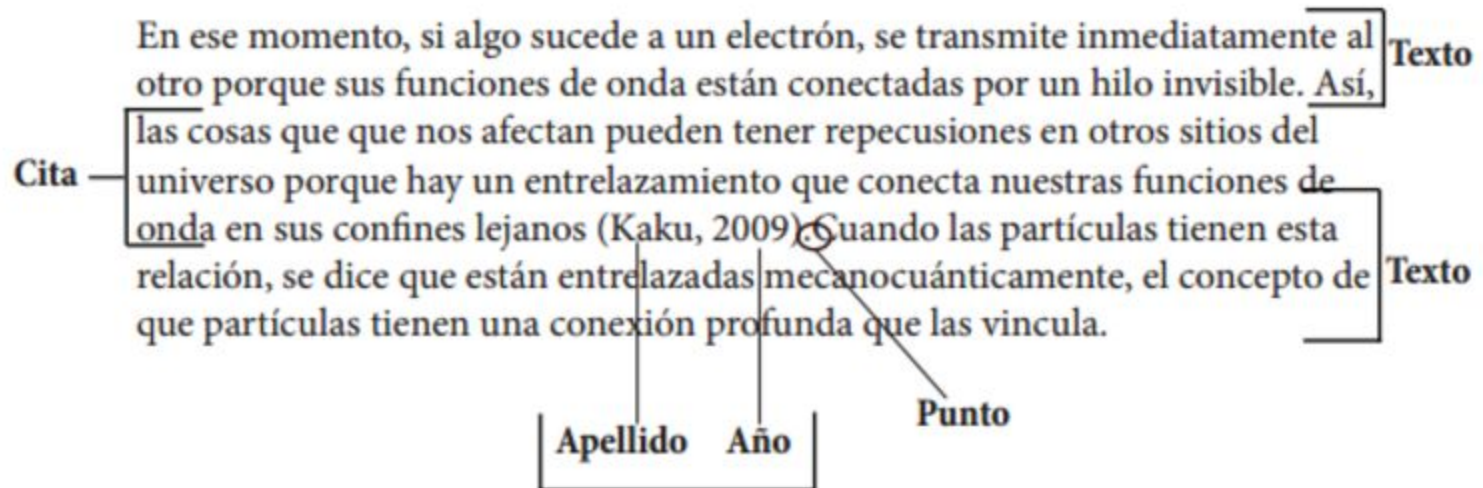 En ese momento, si algo sucede a un electrón, se transmite inmediatamente al
otro porque sus funciones de onda están conectadas por un hilo invisible. Así,
las cosas que que nos afectan pueden tener repecusiones en otros sitios del
universo porque hay un entrelazamiento que conecta nuestras funciones de
onda en sus confines lejanos (Kaku, 2009).Cuando las partículas tienen esta
relación, se dice que están entrelazadas mecanocuánticamente, el concepto de
que partículas tienen una conexión profunda que las vincula.
Texto
Cita
Texto
Apellido Año
Punto